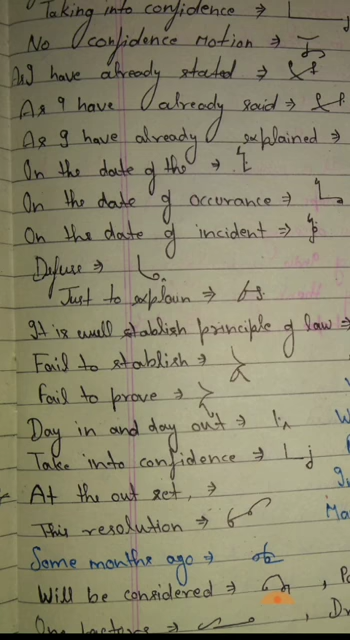 Taking into confidence ⇒
No confidence Motion ⇒
As I have already stated ⇒
As I have already said ⇒
As I have already explained ⇒
On the date of the ⇒
On the date of occurance ⇒
On the date of incident ⇒
Defuse ⇒
Just to explain ⇒
It is well stablish principle of law ⇒
Fail to stablish ⇒
Fail to prove ⇒
Day in and day out ⇒
Take into confidence ⇒
At the out set, ⇒
This resolution ⇒
Some months ago ⇒
Will be considered ⇒